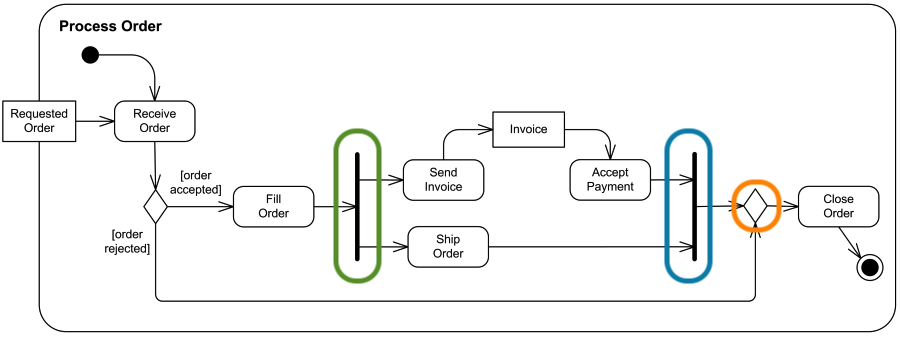 Process Order
Requested
Order
Receive
Order
[order
accepted]
[order
rejected]
Fill
Order
Send
Invoice
Invoice
Accept
Payment
Ship
Order
Close
Order